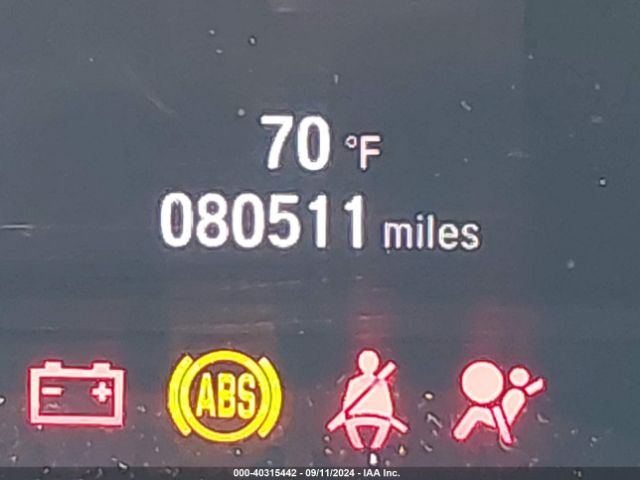 70 °F
080511 miles
ABS
000-40315442 - 09/11/2024 - IAA Inc.